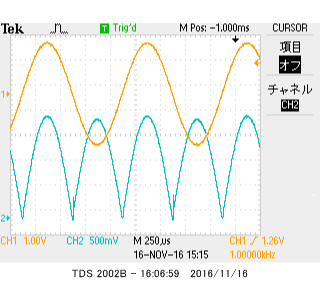 Tek T Trig'd M Pos: -1.000ms CURSOR
項目
オフ
チャネル
CH2
1
2
CH1 1.00V CH2 500mV M 250µs CH1 / 1.26V
16-NOV-16 15:15 1.00000kHz
TDS 2002B - 16:06:59 2016/11/16